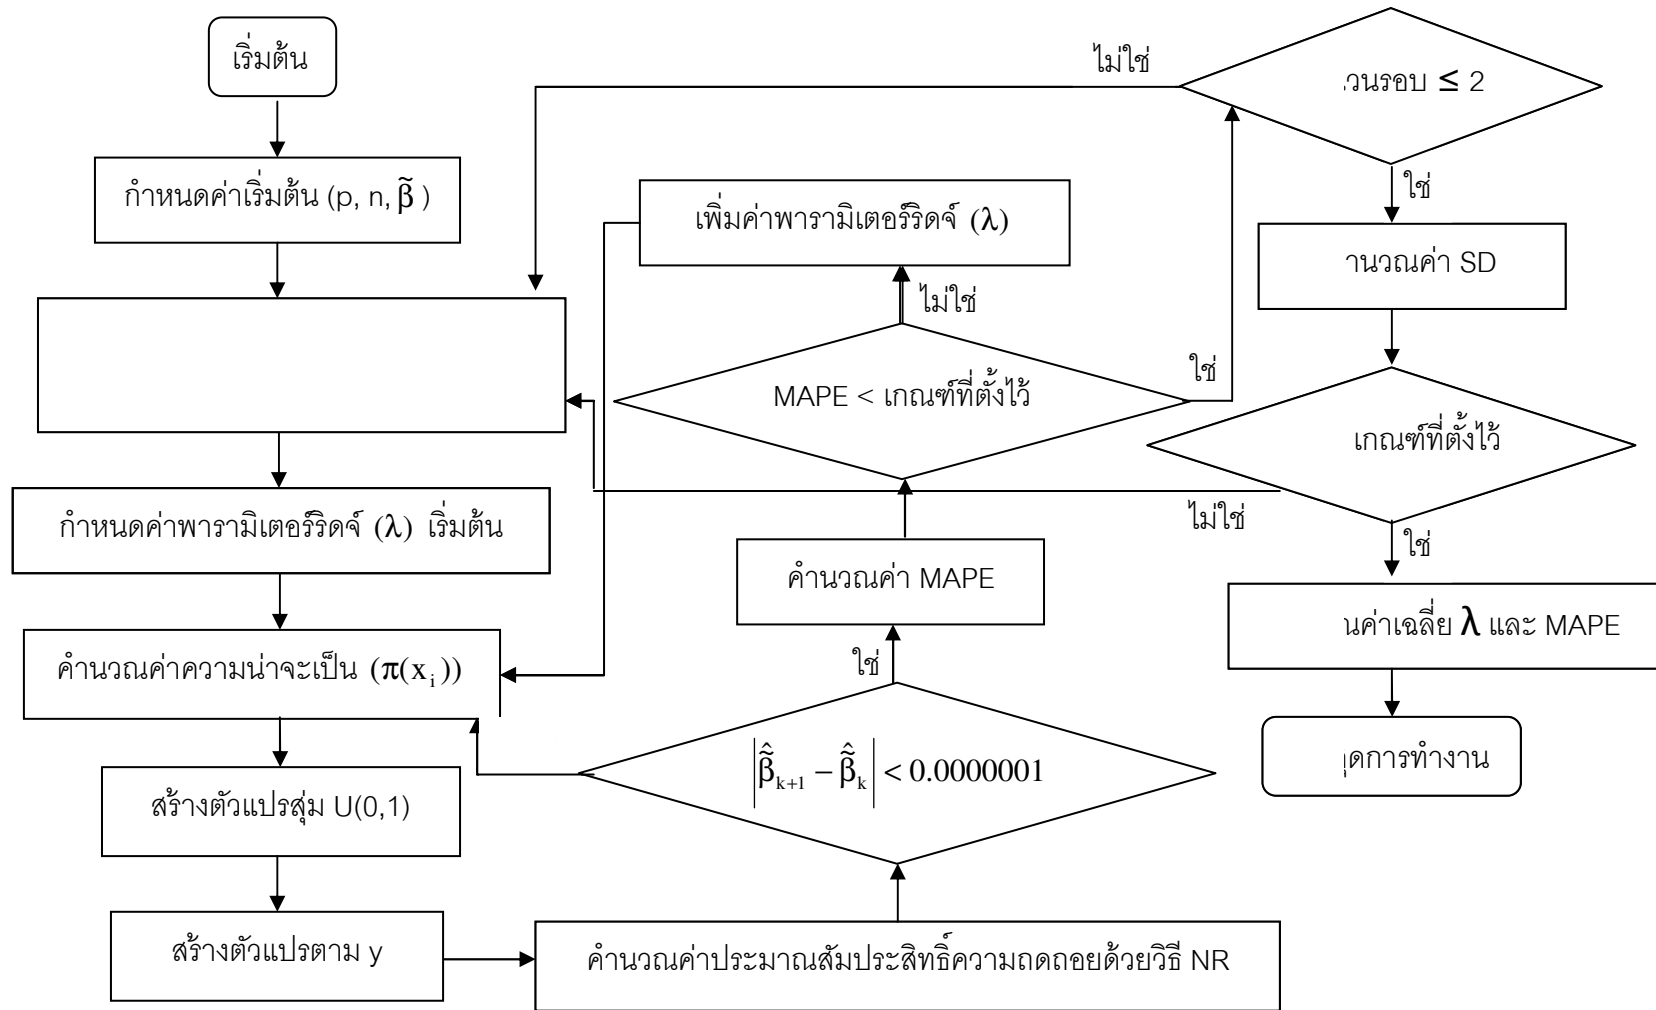 เริ่มต้น
กำหนดค่าเริ่มต้น (p, n, β̃ )
กำหนดค่าพารามิเตอร์ริดจ์ (λ) เริ่มต้น
คำนวณค่าความน่าจะเป็น (π(xᵢ))
สร้างตัวแปรสุ่ม U(0,1)
สร้างตัวแปรตาม y
คำนวณค่าประมาณสัมประสิทธิ์ความถดถอยด้วยวิธี NR
|β̃̂ₖ₊₁ − β̃̂ₖ| < 0.0000001
ใช่
คำนวณค่า MAPE
MAPE < เกณฑ์ที่ตั้งไว้
ไม่ใช่
ใช่
เพิ่มค่าพารามิเตอร์ริดจ์ (λ)
ไม่ใช่
วนรอบ ≤ 2
ใช่
านวณค่า SD
เกณฑ์ที่ตั้งไว้
ไม่ใช่
ใช่
นค่าเฉลี่ย λ และ MAPE
ุดการทำงาน